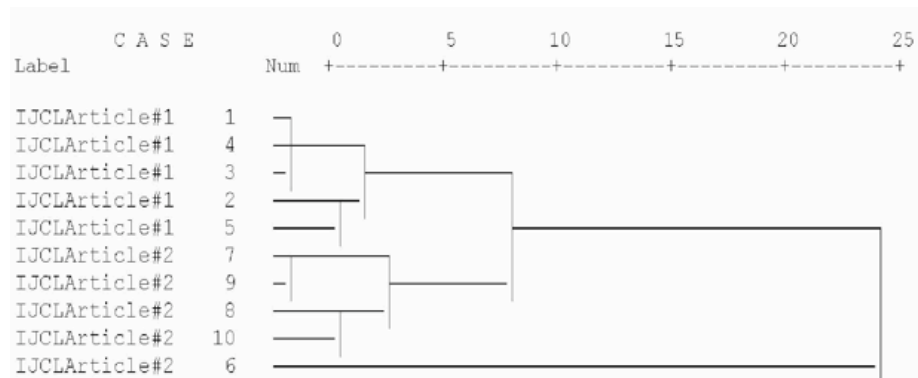 C A S E 0 5 10 15 20 25
Label Num +---------+---------+---------+---------+---------+
IJCLArticle#1 1
IJCLArticle#1 4
IJCLArticle#1 3
IJCLArticle#1 2
IJCLArticle#1 5
IJCLArticle#2 7
IJCLArticle#2 9
IJCLArticle#2 8
IJCLArticle#2 10
IJCLArticle#2 6